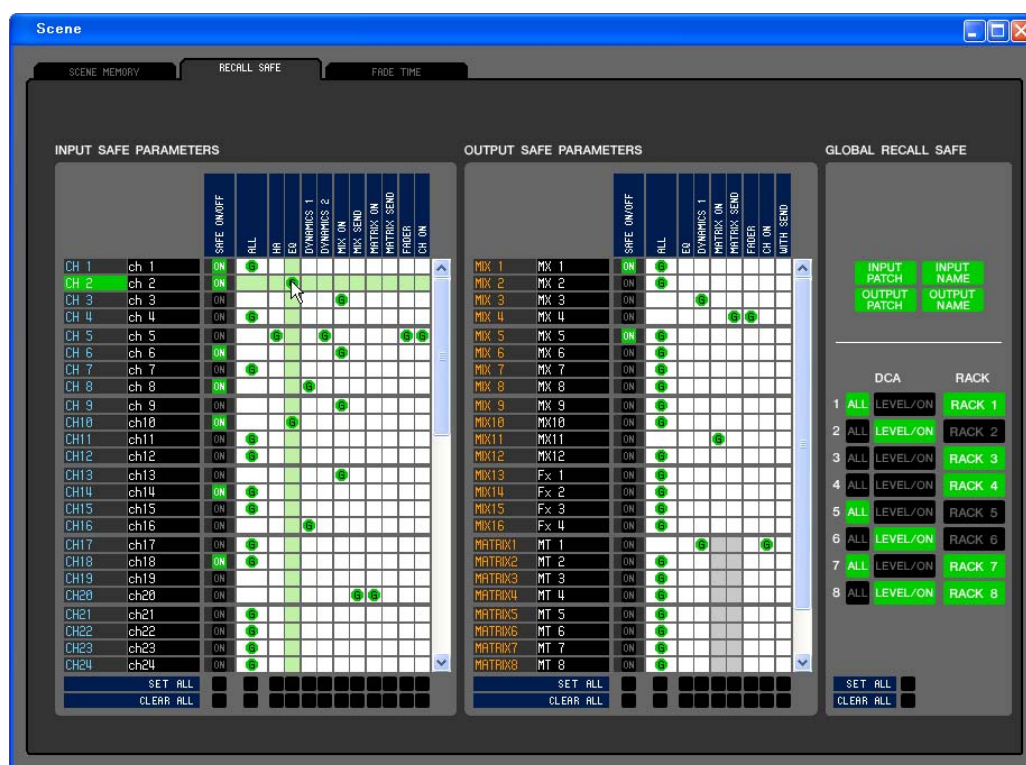 Scene
SCENE MEMORY RECALL SAFE FADE TIME
INPUT SAFE PARAMETERS
SAFE ON/OFF ALL HA EQ DYNAMICS 1 DYNAMICS 2 MIX ON MIX SEND MATRIX ON MATRIX SEND FADER CH ON
CH 1 ch 1 ON G
CH 2 ch 2 ON G
CH 3 ch 3 ON G
CH 4 ch 4 ON G
CH 5 ch 5 ON G G G G
CH 6 ch 6 ON G
CH 7 ch 7 ON G
CH 8 ch 8 ON G
CH 9 ch 9 ON G
CH10 ch10 ON G
CH11 ch11 ON G
CH12 ch12 ON G
CH13 ch13 ON G
CH14 ch14 ON G
CH15 ch15 ON G
CH16 ch16 ON G
CH17 ch17 ON G
CH18 ch18 ON G
CH19 ch19 ON
CH20 ch20 ON G G
CH21 ch21 ON G
CH22 ch22 ON G
CH23 ch23 ON G
CH24 ch24 ON G
SET ALL
CLEAR ALL
OUTPUT SAFE PARAMETERS
SAFE ON/OFF ALL EQ DYNAMICS 1 MATRIX ON MATRIX SEND FADER CH ON WITH SEND
MIX 1 MX 1 ON G
MIX 2 MX 2 ON G
MIX 3 MX 3 ON G
MIX 4 MX 4 ON G G
MIX 5 MX 5 ON G
MIX 6 MX 6 ON G
MIX 7 MX 7 ON G
MIX 8 MX 8 ON G
MIX 9 MX 9 ON G
MIX10 MX10 ON G
MIX11 MX11 ON G
MIX12 MX12 ON G
MIX13 Fx 1 ON G
MIX14 Fx 2 ON G
MIX15 Fx 3 ON G
MIX16 Fx 4 ON G
MATRIX1 MT 1 ON G G
MATRIX2 MT 2 ON G
MATRIX3 MT 3 ON G
MATRIX4 MT 4 ON G
MATRIX5 MT 5 ON G
MATRIX6 MT 6 ON G
MATRIX7 MT 7 ON G
MATRIX8 MT 8 ON G
SET ALL
CLEAR ALL
GLOBAL RECALL SAFE
INPUT PATCH INPUT NAME
OUTPUT PATCH OUTPUT NAME
DCA RACK
1 ALL LEVEL/ON RACK 1
2 ALL LEVEL/ON RACK 2
3 ALL LEVEL/ON RACK 3
4 ALL LEVEL/ON RACK 4
5 ALL LEVEL/ON RACK 5
6 ALL LEVEL/ON RACK 6
7 ALL LEVEL/ON RACK 7
8 ALL LEVEL/ON RACK 8
SET ALL
CLEAR ALL